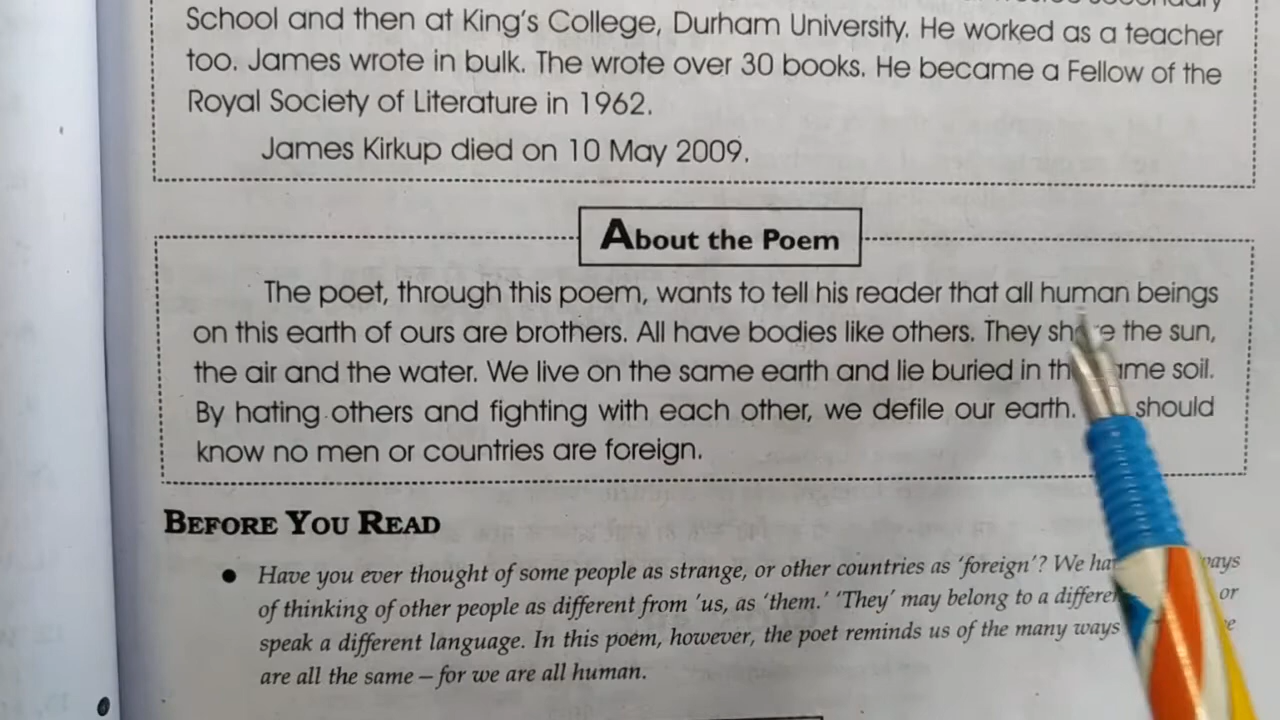 School and then at King's College, Durham University. He worked as a teacher
too. James wrote in bulk. The wrote over 30 books. He became a Fellow of the
Royal Society of Literature in 1962.
James Kirkup died on 10 May 2009.
About the Poem
The poet, through this poem, wants to tell his reader that all human beings
on this earth of ours are brothers. All have bodies like others. They share the sun,
the air and the water. We live on the same earth and lie buried in the same soil.
By hating others and fighting with each other, we defile our earth. should
know no men or countries are foreign.
BEFORE YOU READ
● Have you ever thought of some people as strange, or other countries as 'foreign'? We
of thinking of other people as different from 'us, as 'them.' 'They' may belong to a different or
speak a different language. In this poem, however, the poet reminds us of the many ways
are all the same – for we are all human.